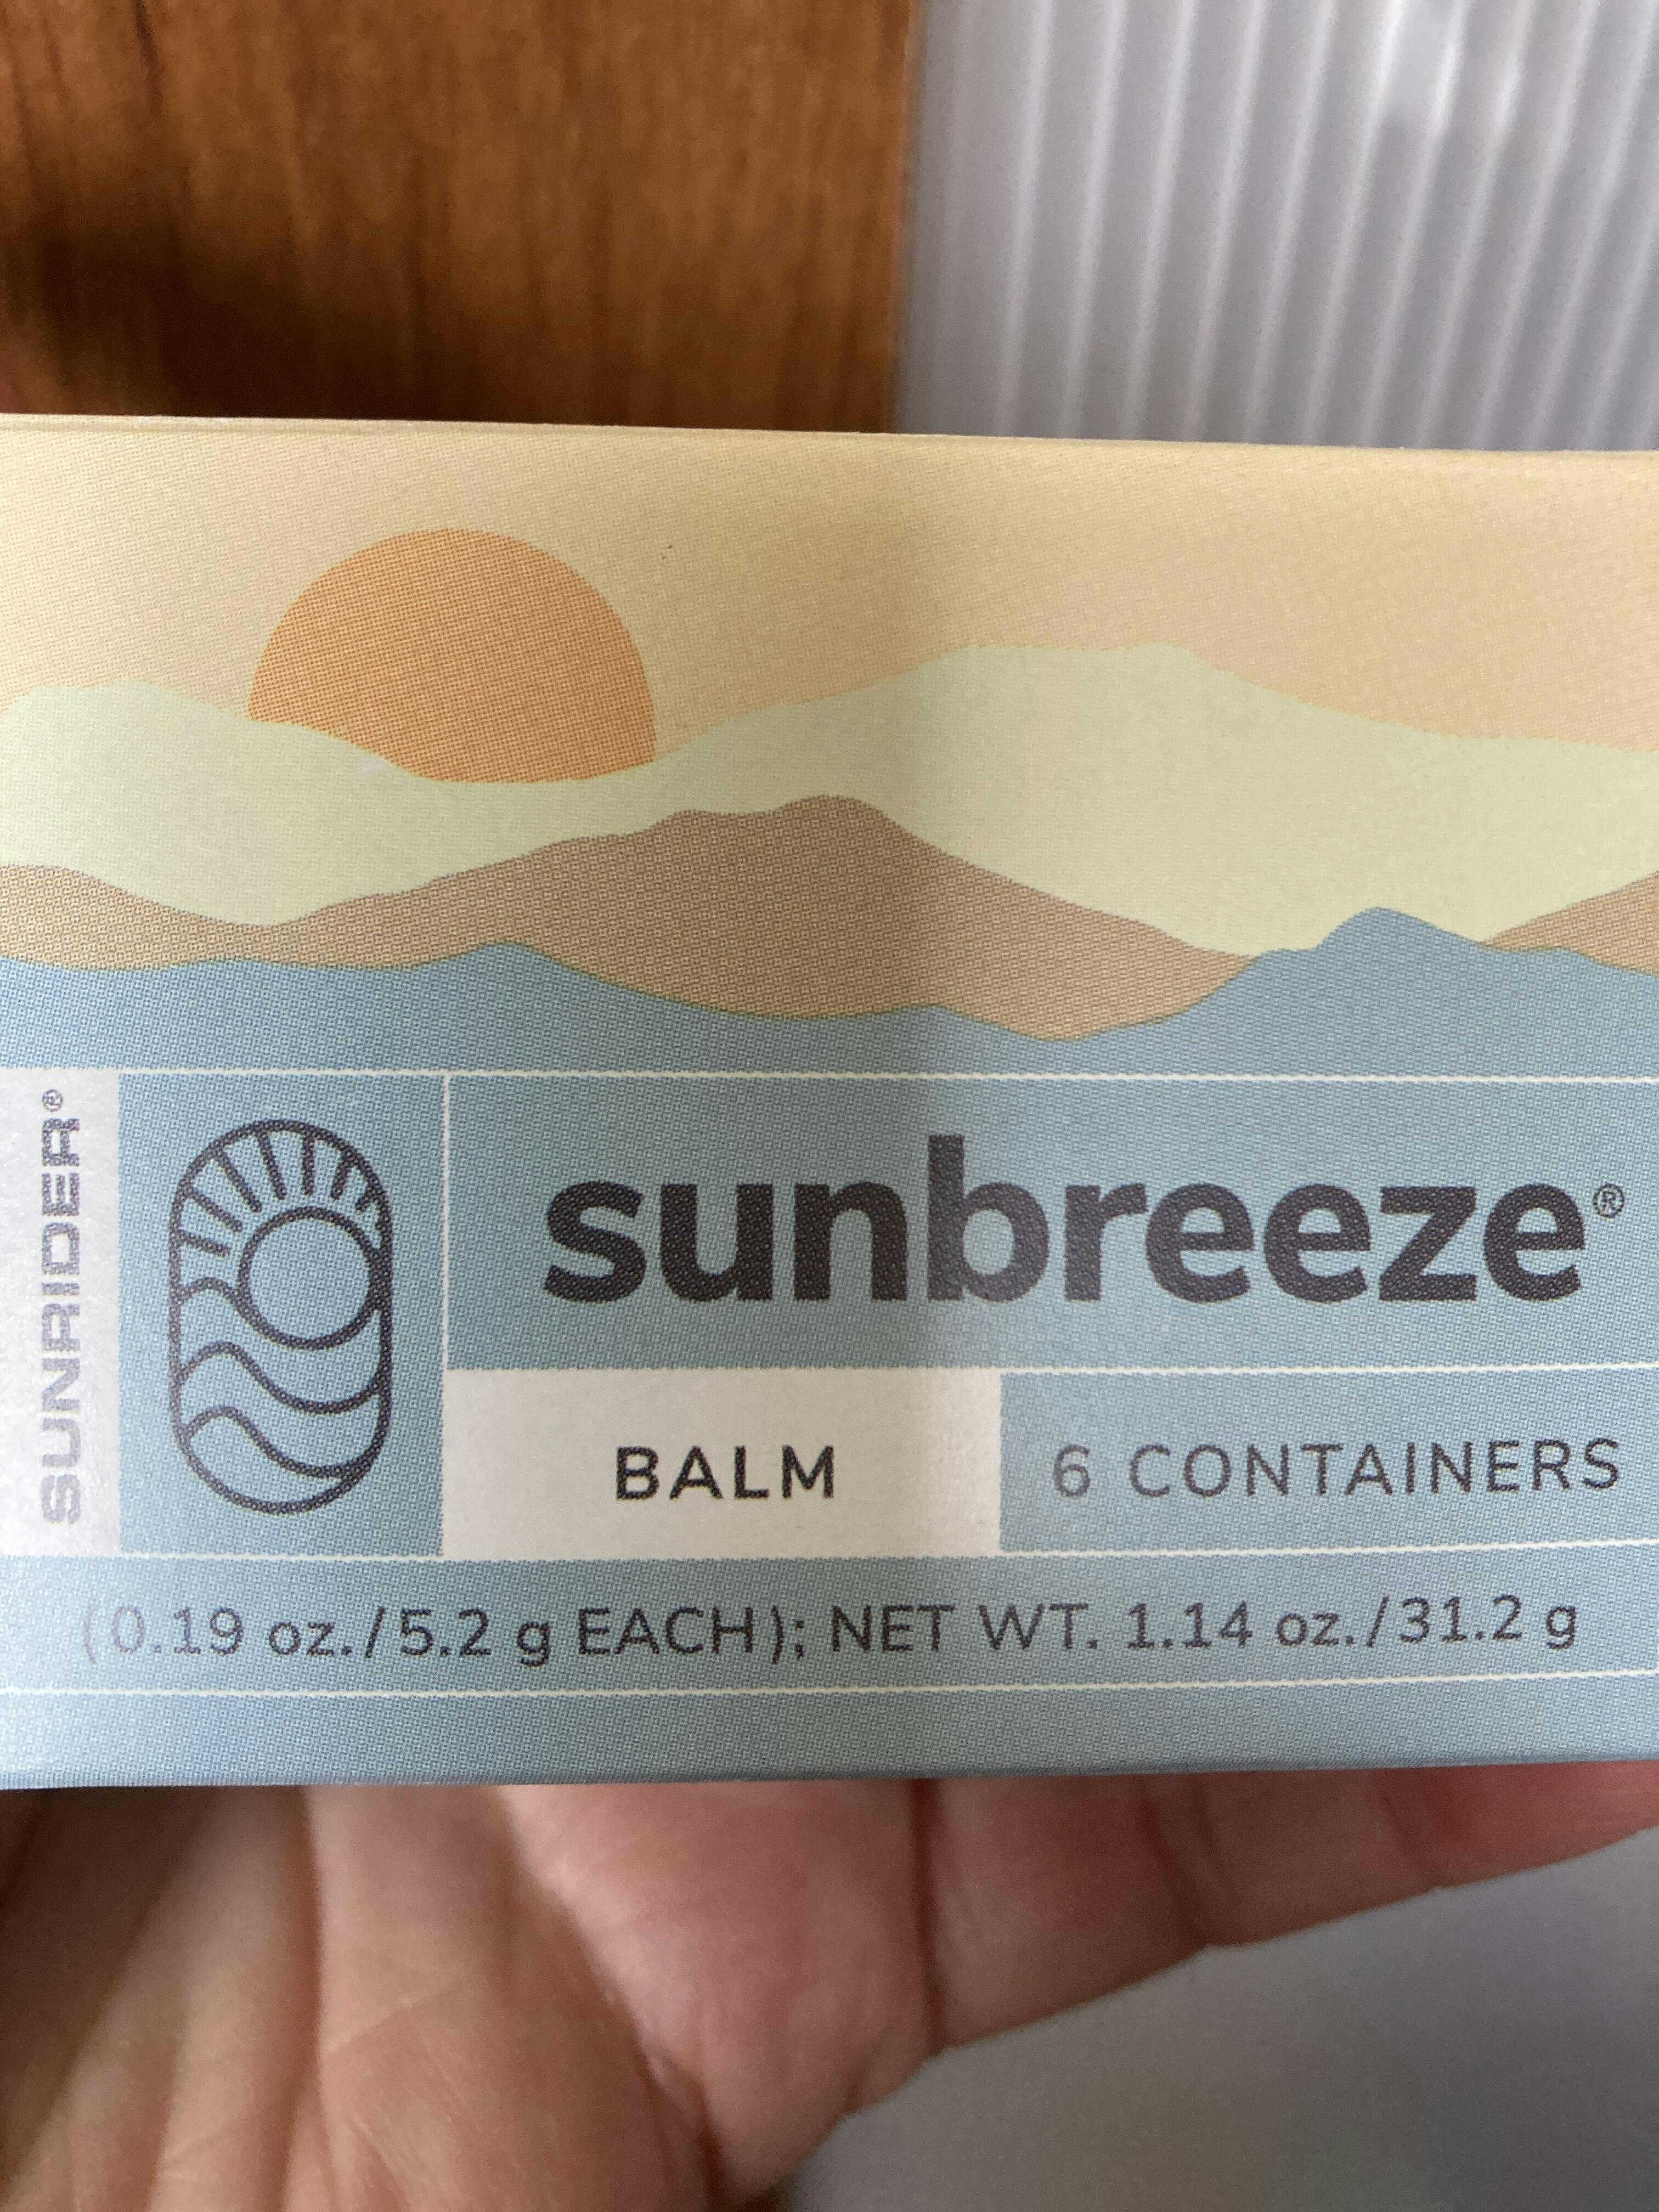 SUNRIDER®
sunbreeze®
BALM
6 CONTAINERS
(0.19 oz./5.2 g EACH); NET WT. 1.14 oz./31.2 g